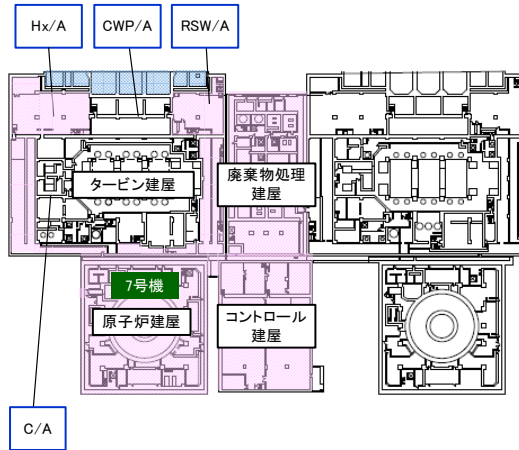 Hx/A
CWP/A
RSW/A
タービン建屋
廃棄物処理
建屋
7号機
原子炉建屋
コントロール
建屋
C/A